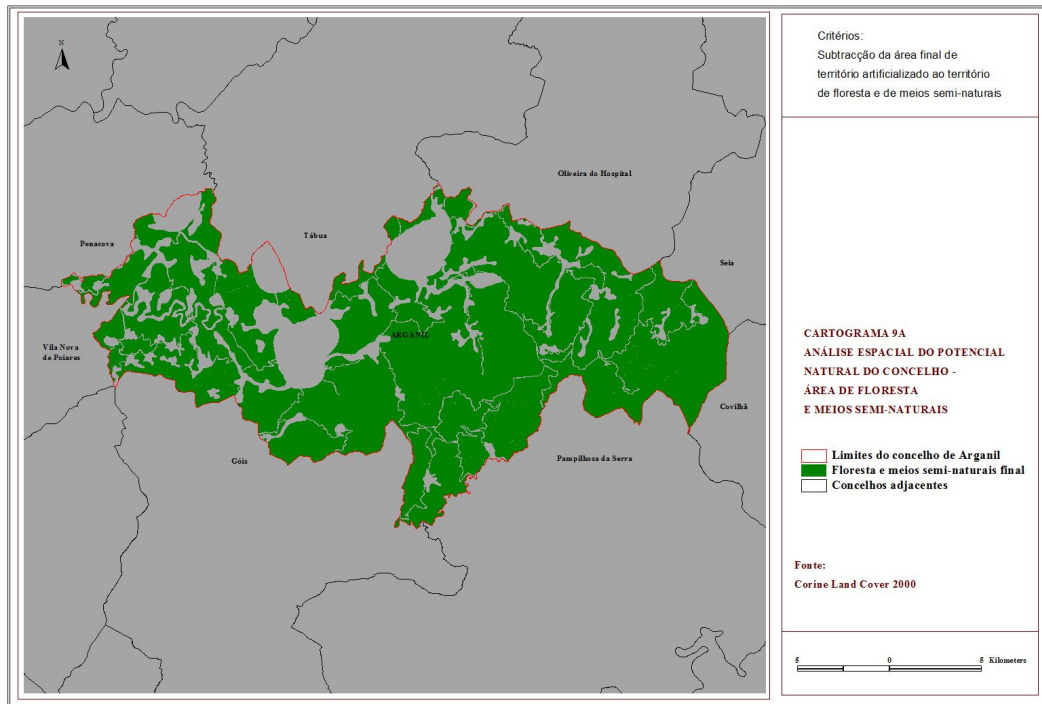 N
Oliveira do Hospital
Penacova
Tábua
Seia
ARGANIL
Vila Nova
de Poiares
Covilhã
Góis
Pampilhosa da Serra
Critérios:
Subtracção da área final de
território artificializado ao território
de floresta e de meios semi-naturais
CARTOGRAMA 9A
ANÁLISE ESPACIAL DO POTENCIAL
NATURAL DO CONCELHO -
ÁREA DE FLORESTA
E MEIOS SEMI-NATURAIS
Limites do concelho de Arganil
Floresta e meios semi-naturais final
Concelhos adjacentes
Fonte:
Corine Land Cover 2000
5 0 5 Kilometers